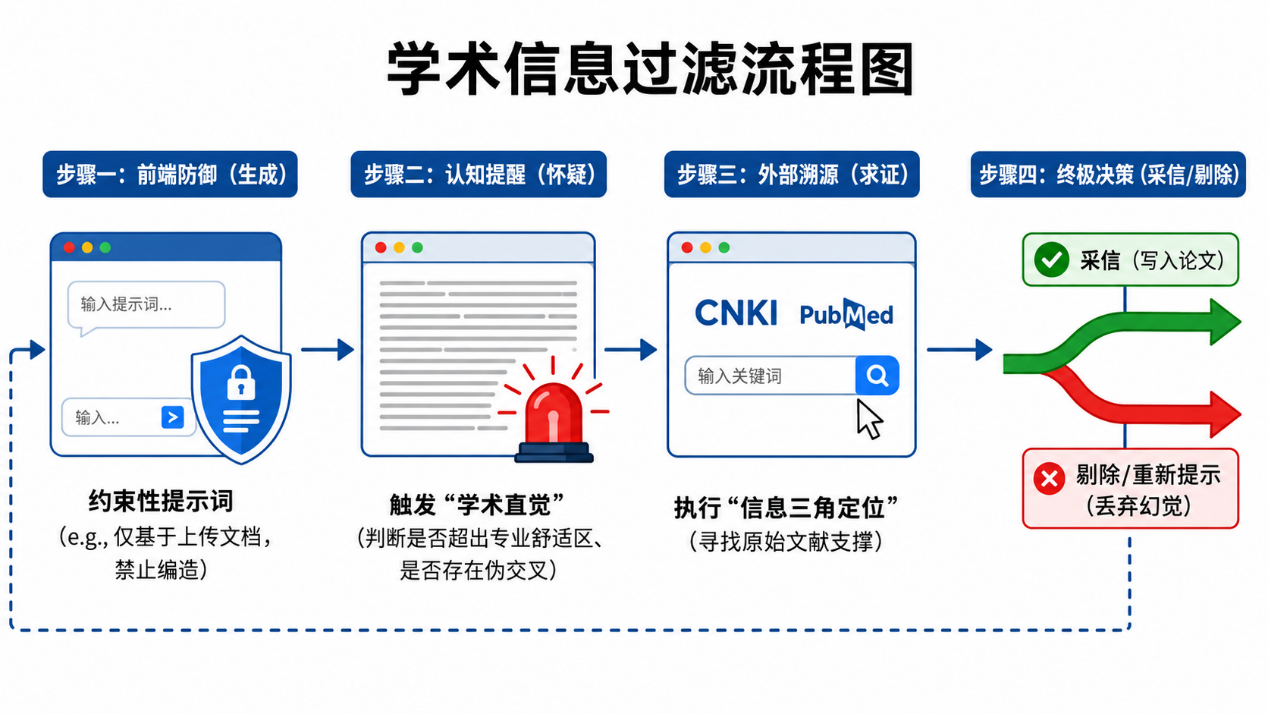 学术信息过滤流程图
步骤一：前端防御（生成）
步骤二：认知提醒（怀疑）
步骤三：外部溯源（求证）
步骤四：终极决策（采信/剔除）
输入提示词...
输入...
约束性提示词
（e.g., 仅基于上传文档，
禁止编造）
触发“学术直觉”
（判断是否超出专业舒适区、
是否存在伪交叉）
CNKI PubMed
输入关键词
执行“信息三角定位”
（寻找原始文献支撑）
采信（写入论文）
剔除/重新提示
（丢弃幻觉）